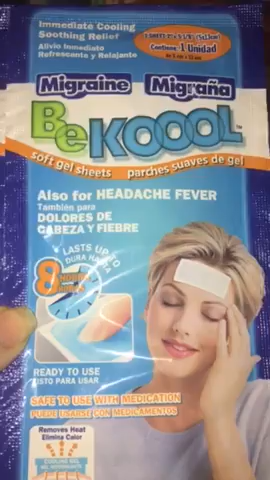 Immediate Cooling
Soothing Relief
Alivio Inmediato
Refrescante y Relajante
Contiene: 1 Unidad
Migraine Migraña
Be KOOOL
soft gel sheets parches suaves de gel
Also for HEADACHE FEVER
También para
DOLORES DE
CABEZA Y FIEBRE
LASTS UP TO
DURA HASTA
8 HOURS
READY TO USE
LISTO PARA USAR
SAFE TO USE WITH MEDICATION
PUEDE USARSE CON MEDICAMENTOS
Removes Heat
Elimina Calor
COOLING GEL